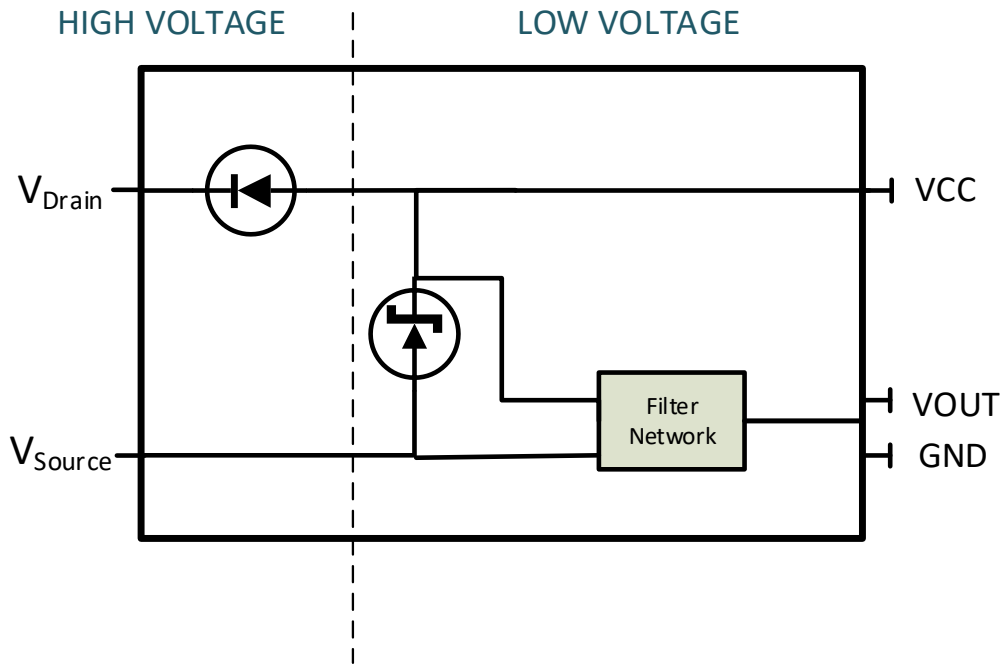 HIGH VOLTAGE
LOW VOLTAGE
VDrain
VCC
Filter
Network
VOUT
VSource
GND